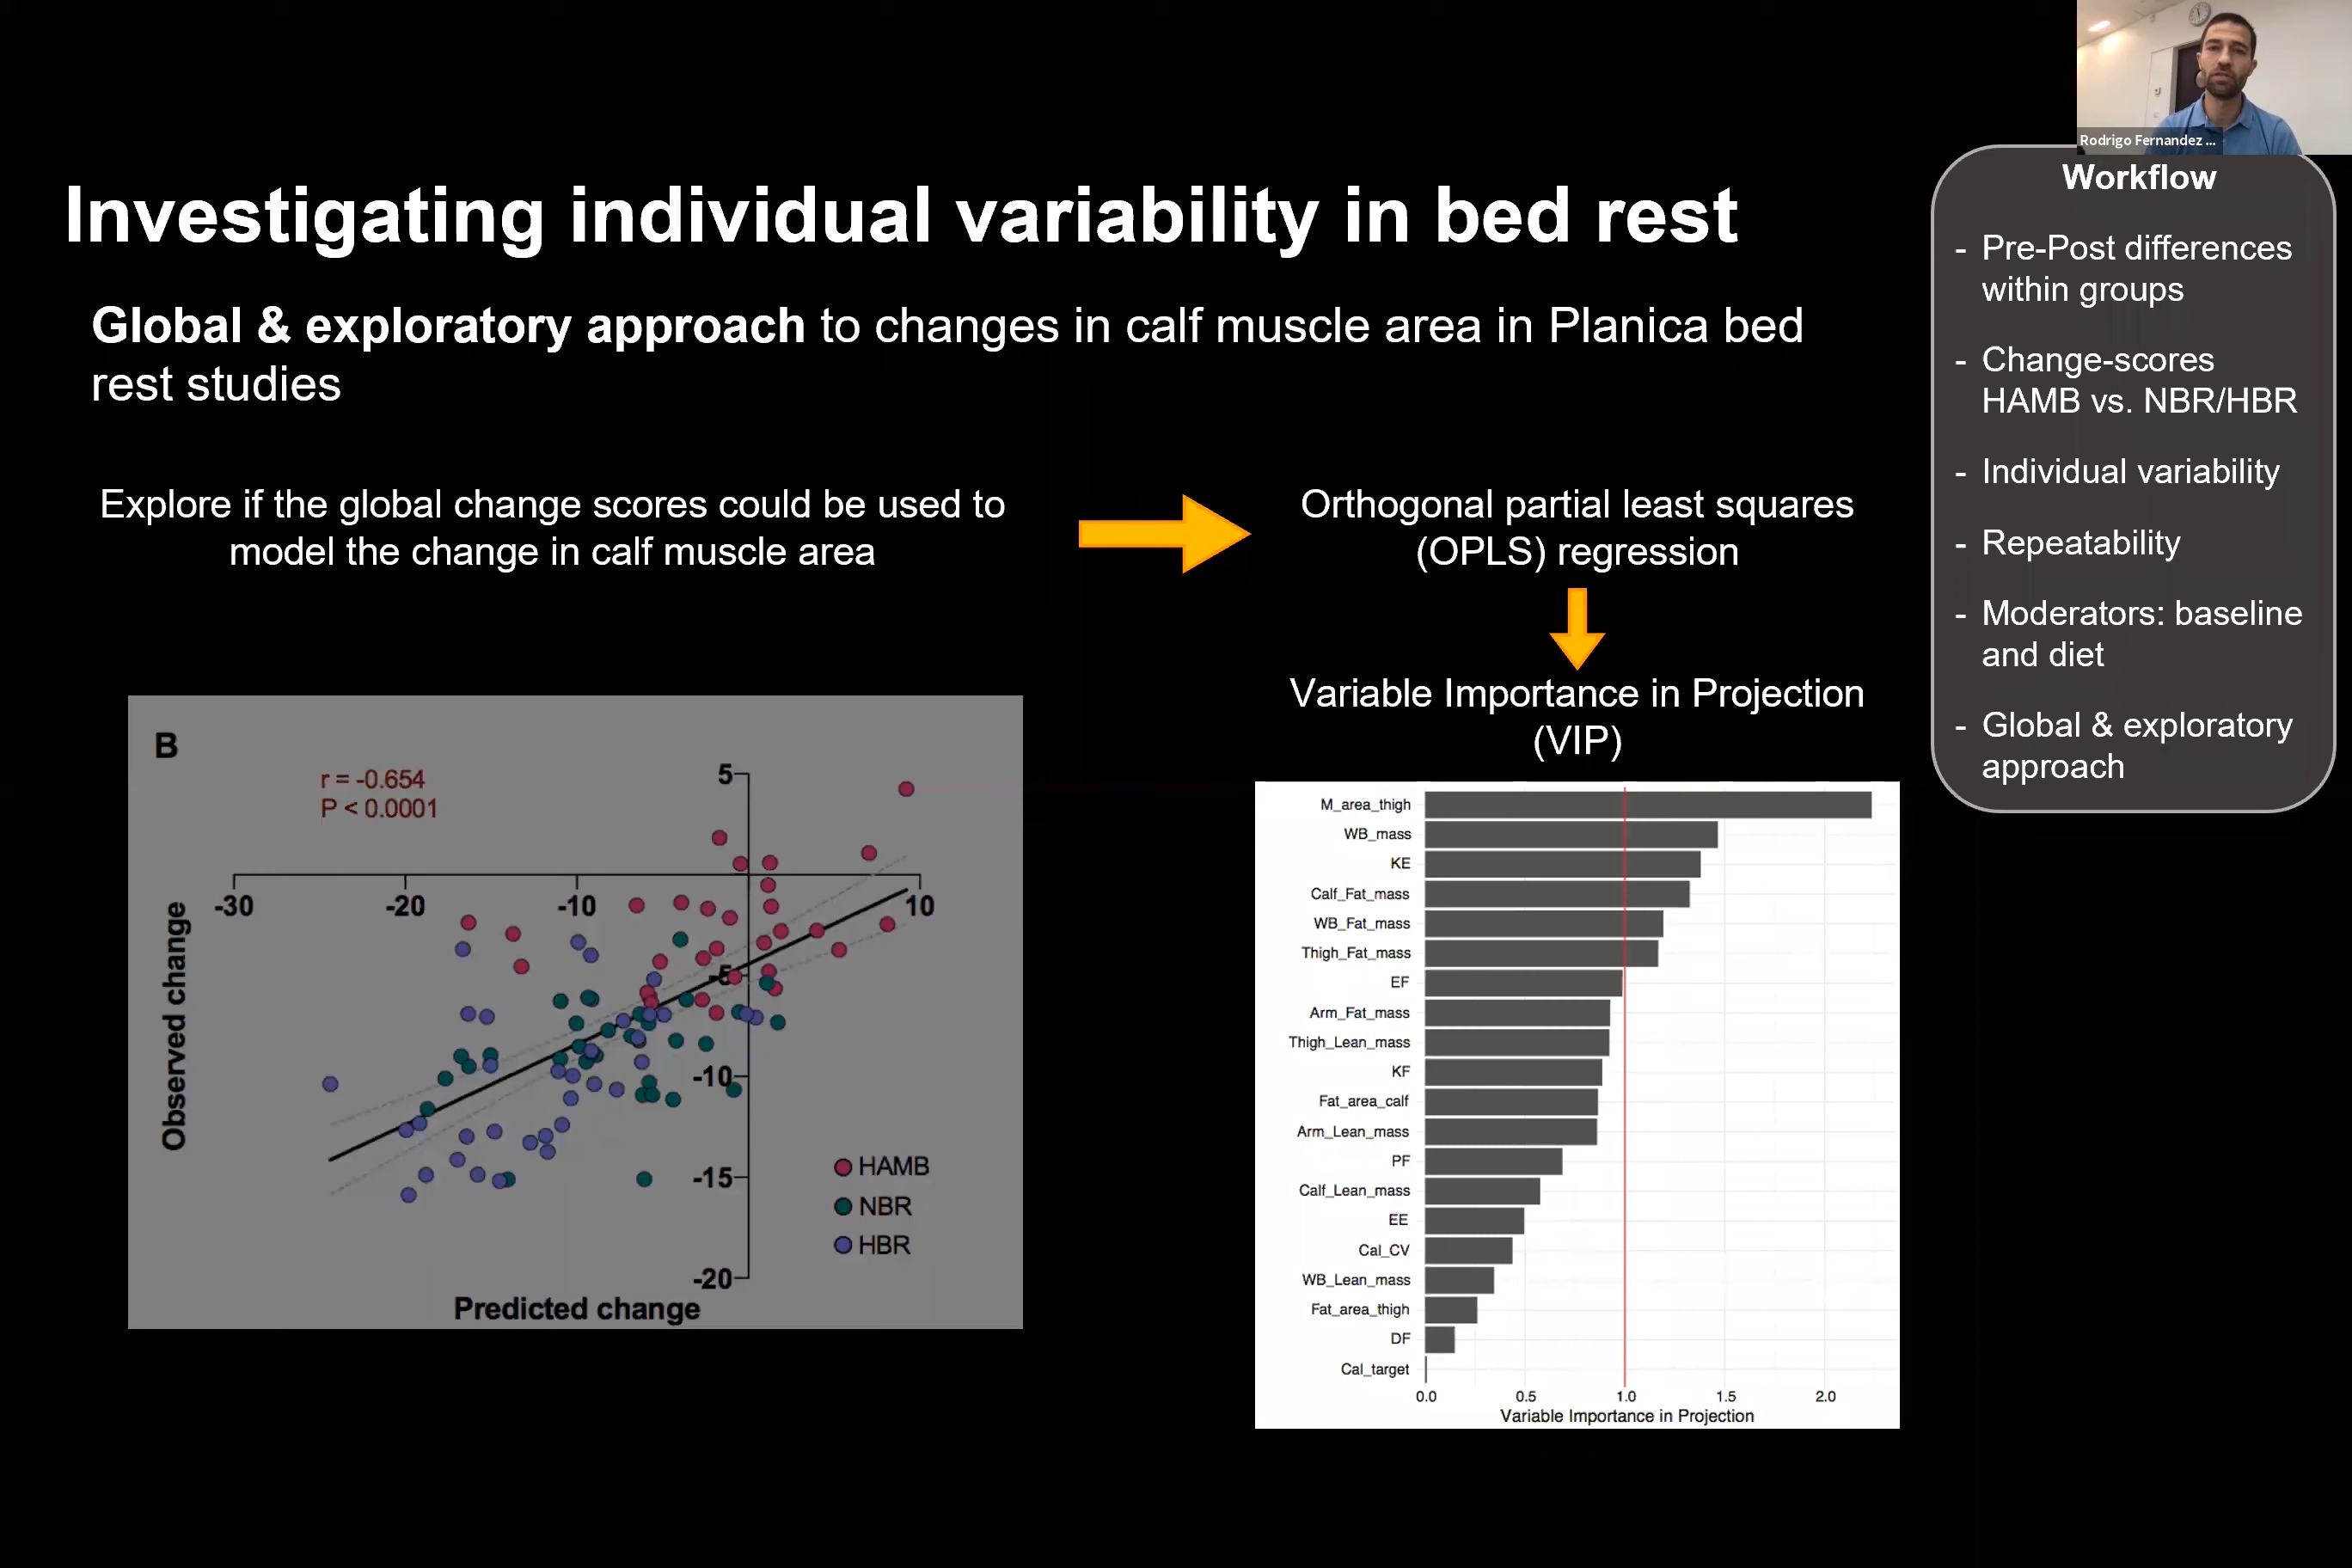 Rodrigo Fernandez ...
Investigating individual variability in bed rest
Global & exploratory approach to changes in calf muscle area in Planica bed
rest studies
Explore if the global change scores could be used to
model the change in calf muscle area
Orthogonal partial least squares
(OPLS) regression
Variable Importance in Projection
(VIP)
B
r = -0.654
P < 0.0001
5
-30
-20
-10
10
-5
-10
-15
-20
Observed change
Predicted change
HAMB
NBR
HBR
M_area_thigh
WB_mass
KE
Calf_Fat_mass
WB_Fat_mass
Thigh_Fat_mass
EF
Arm_Fat_mass
Thigh_Lean_mass
KF
Fat_area_calf
Arm_Lean_mass
PF
Calf_Lean_mass
EE
Cal_CV
WB_Lean_mass
Fat_area_thigh
DF
Cal_target
0.0
0.5
1.0
1.5
2.0
Variable Importance in Projection
Workflow
- Pre-Post differences
within groups
- Change-scores
HAMB vs. NBR/HBR
- Individual variability
- Repeatability
- Moderators: baseline
and diet
- Global & exploratory
approach